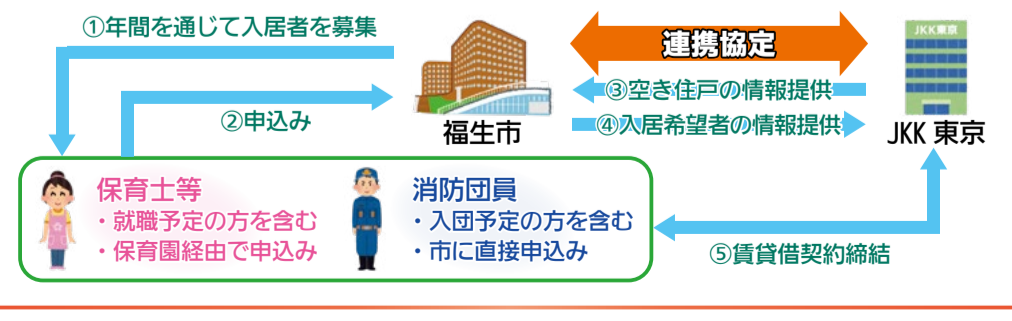 ①年間を通じて入居者を募集
連携協定
JKK東京
③空き住戸の情報提供
②申込み
④入居希望者の情報提供
福生市
JKK 東京
保育士等
・就職予定の方を含む
・保育園経由で申込み
消防団員
・入団予定の方を含む
・市に直接申込み
⑤賃貸借契約締結